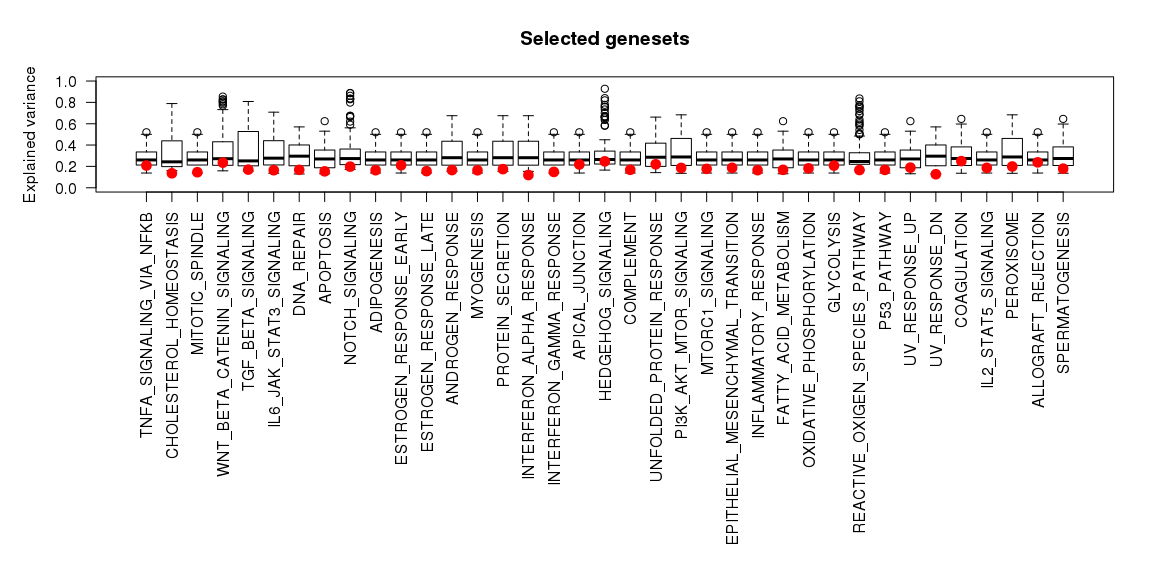 Selected genesets
Explained variance
1.0
0.8
0.6
0.4
0.2
0.0
TNFA_SIGNALING_VIA_NFKB
CHOLESTEROL_HOMEOSTASIS
MITOTIC_SPINDLE
WNT_BETA_CATENIN_SIGNALING
TGF_BETA_SIGNALING
IL6_JAK_STAT3_SIGNALING
DNA_REPAIR
APOPTOSIS
NOTCH_SIGNALING
ADIPOGENESIS
ESTROGEN_RESPONSE_EARLY
ESTROGEN_RESPONSE_LATE
ANDROGEN_RESPONSE
MYOGENESIS
PROTEIN_SECRETION
INTERFERON_ALPHA_RESPONSE
INTERFERON_GAMMA_RESPONSE
APICAL_JUNCTION
HEDGEHOG_SIGNALING
COMPLEMENT
UNFOLDED_PROTEIN_RESPONSE
PI3K_AKT_MTOR_SIGNALING
MTORC1_SIGNALING
EPITHELIAL_MESENCHYMAL_TRANSITION
INFLAMMATORY_RESPONSE
FATTY_ACID_METABOLISM
OXIDATIVE_PHOSPHORYLATION
GLYCOLYSIS
REACTIVE_OXIGEN_SPECIES_PATHWAY
P53_PATHWAY
UV_RESPONSE_UP
UV_RESPONSE_DN
COAGULATION
IL2_STAT5_SIGNALING
PEROXISOME
ALLOGRAFT_REJECTION
SPERMATOGENESIS